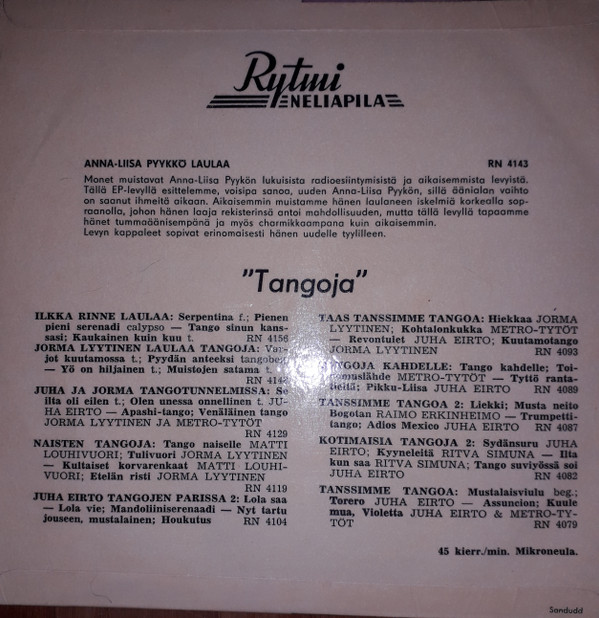 Rytmi
NELIAPILA
ANNA-LIISA PYYKKÖ LAULAA RN 4143
Monet muistavat Anna-Liisa Pyykön lukuisista radioesiintymisistä ja aikaisemmista levyistä.
Tällä EP-levyllä esittelemme, voisipa sanoa, uuden Anna-Liisa Pyykön, sillä äänialan vaihto
on saanut ihmeitä aikaan. Aikaisemmin muistamme hänen laulaneen iskelmiä korkealla sop-
raanolla, johon hänen laaja rekisterinsä antoi mahdollisuuden, mutta tällä levyllä tapaamme
hänet tummaäänisempänä ja myös charmikkaampana kuin aikaisemmin.
Levyn kappaleet sopivat erinomaisesti hänen uudelle tyylilleen.
"Tangoja"
ILKKA RINNE LAULAA: Serpentina f.; Pienen
pieni serenadi calypso — Tango sinun kans-
sasi; Kaukainen kuin kuu t. RN 4156
JORMA LYYTINEN LAULAA TANGOJA: Var-
jot kuutamossa t.; Pyydän anteeksi tangobeg.
— Yö on hiljainen t.; Muistojen satama t.
RN
JUHA JA JORMA TANGOTUNNELMISSA: Se
ilta oli eilen t.; Olen unessa onnellinen t. JU-
HA EIRTO — Apashi-tango; Venäläinen tango
JORMA LYYTINEN JA METRO-TYTÖT
RN 4129
NAISTEN TANGOJA: Tango naiselle MATTI
LOUHIVUORI; Tulivuori JORMA LYYTINEN
— Kultaiset korvarenkaat MATTI LOUHI-
VUORI; Etelän risti JORMA LYYTINEN
RN 4119
JUHA EIRTO TANGOJEN PARISSA 2: Lola saa
— Lola vie; Mandoliiniserenaadi — Nyt tartu
jouseen, mustalainen; Houkutus RN 4104
TAAS TANSSIMME TANGOA: Hiekkaa JORMA
LYYTINEN; Kohtalonkukka METRO-TYTÖT
— Revontulet JUHA EIRTO; Kuutamotango
JORMA LYYTINEN RN 4093
KAHDELLE: Tango kahdelle; Toi-
METRO-TYTÖT — Tyttö ranta-
Pikku-Liisa JUHA EIRTO RN 4089
TANSSIMME TANGOA 2: Liekki; Musta neito
Bogotan RAIMO ERKINHEIMO — Trumpetti-
tango; Adios Mexico JUHA EIRTO RN 4087
KOTIMAISIA TANGOJA 2: Sydänsuru JUHA
EIRTO; Kyyneleitä RITVA SIMUNA — Ilta
kun saa RITVA SIMUNA; Tango suviyössä soi
JUHA EIRTO RN 4082
TANSSIMME TANGOA: Mustalaisviulu beg.;
Torero JUHA EIRTO — Assuncion; Kuule
mua, Violetta JUHA EIRTO & METRO-TY-
TÖT RN 4079
45 kierr./min. Mikroneula.
Sandudd